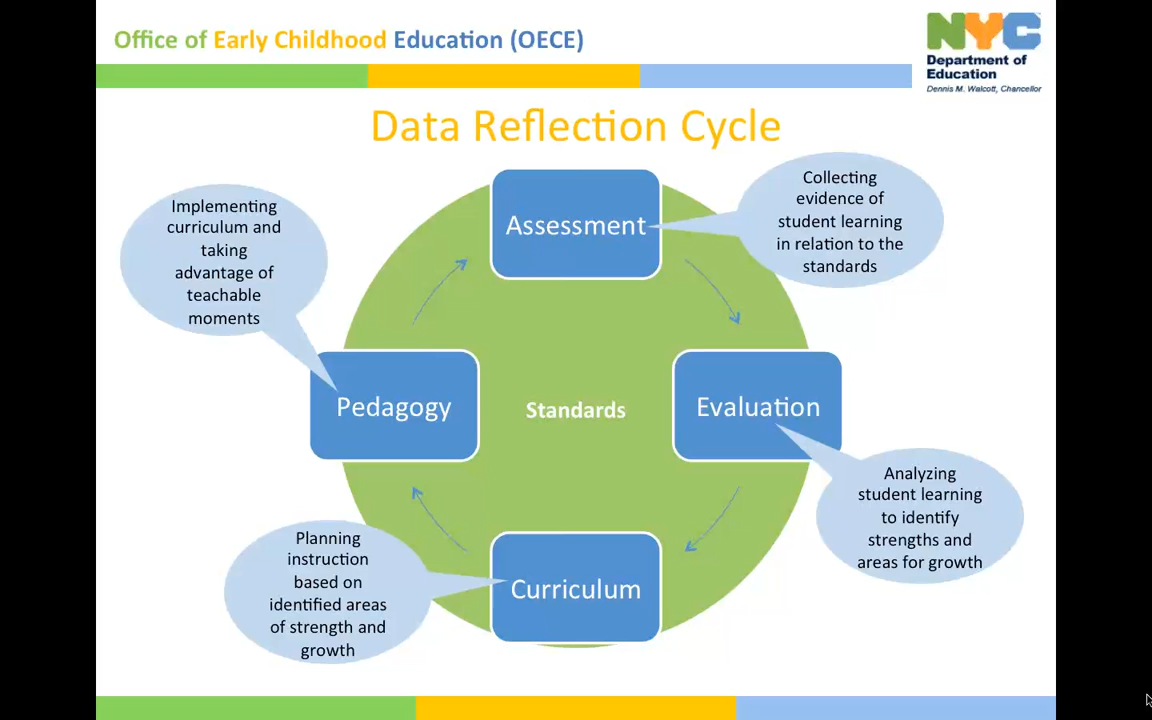 Office of Early Childhood Education (OECE)
NYC
Department of
Education
Dennis M. Walcott, Chancellor
Data Reflection Cycle
Assessment
Collecting
evidence of
student learning
in relation to the
standards
Implementing
curriculum and
taking
advantage of
teachable
moments
Pedagogy
Standards
Evaluation
Analyzing
student learning
to identify
strengths and
areas for growth
Planning
instruction
based on
identified areas
of strength and
growth
Curriculum